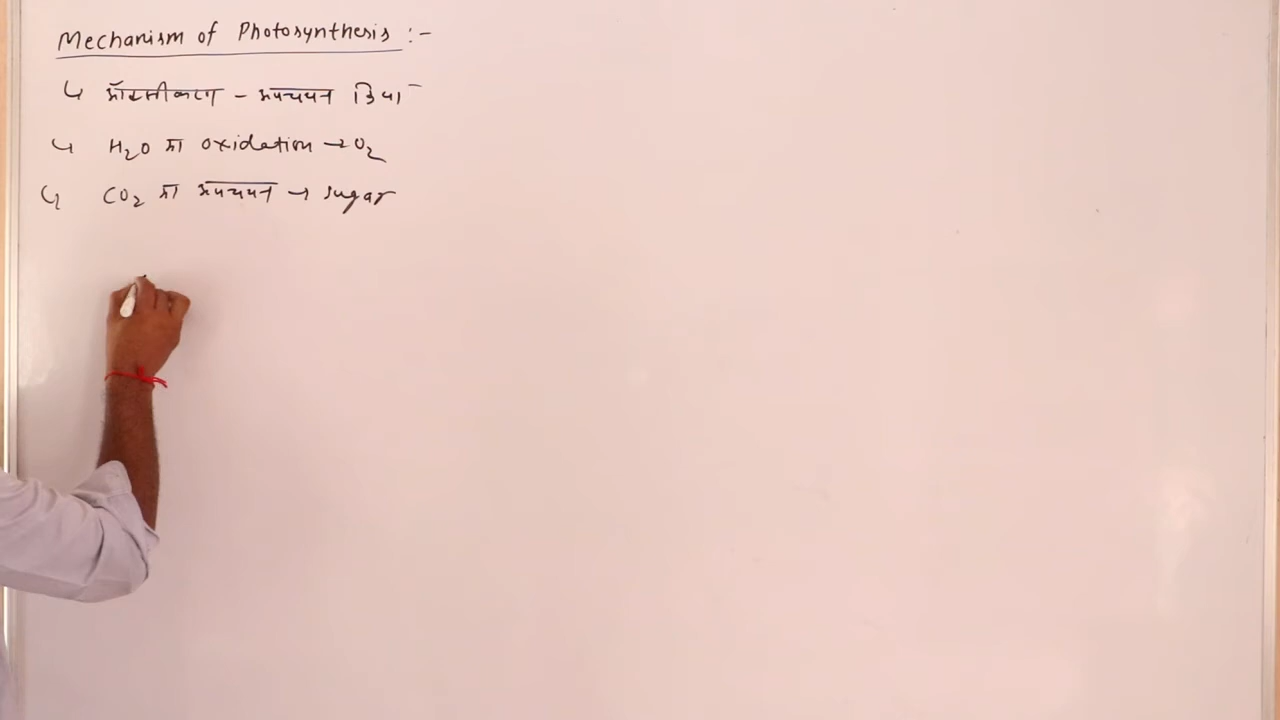 Mechanism of Photosynthesis :-
ऑक्सीकरण - अपचयन क्रिया
H2O का oxidation → O2
CO2 का अपचयन → sugar